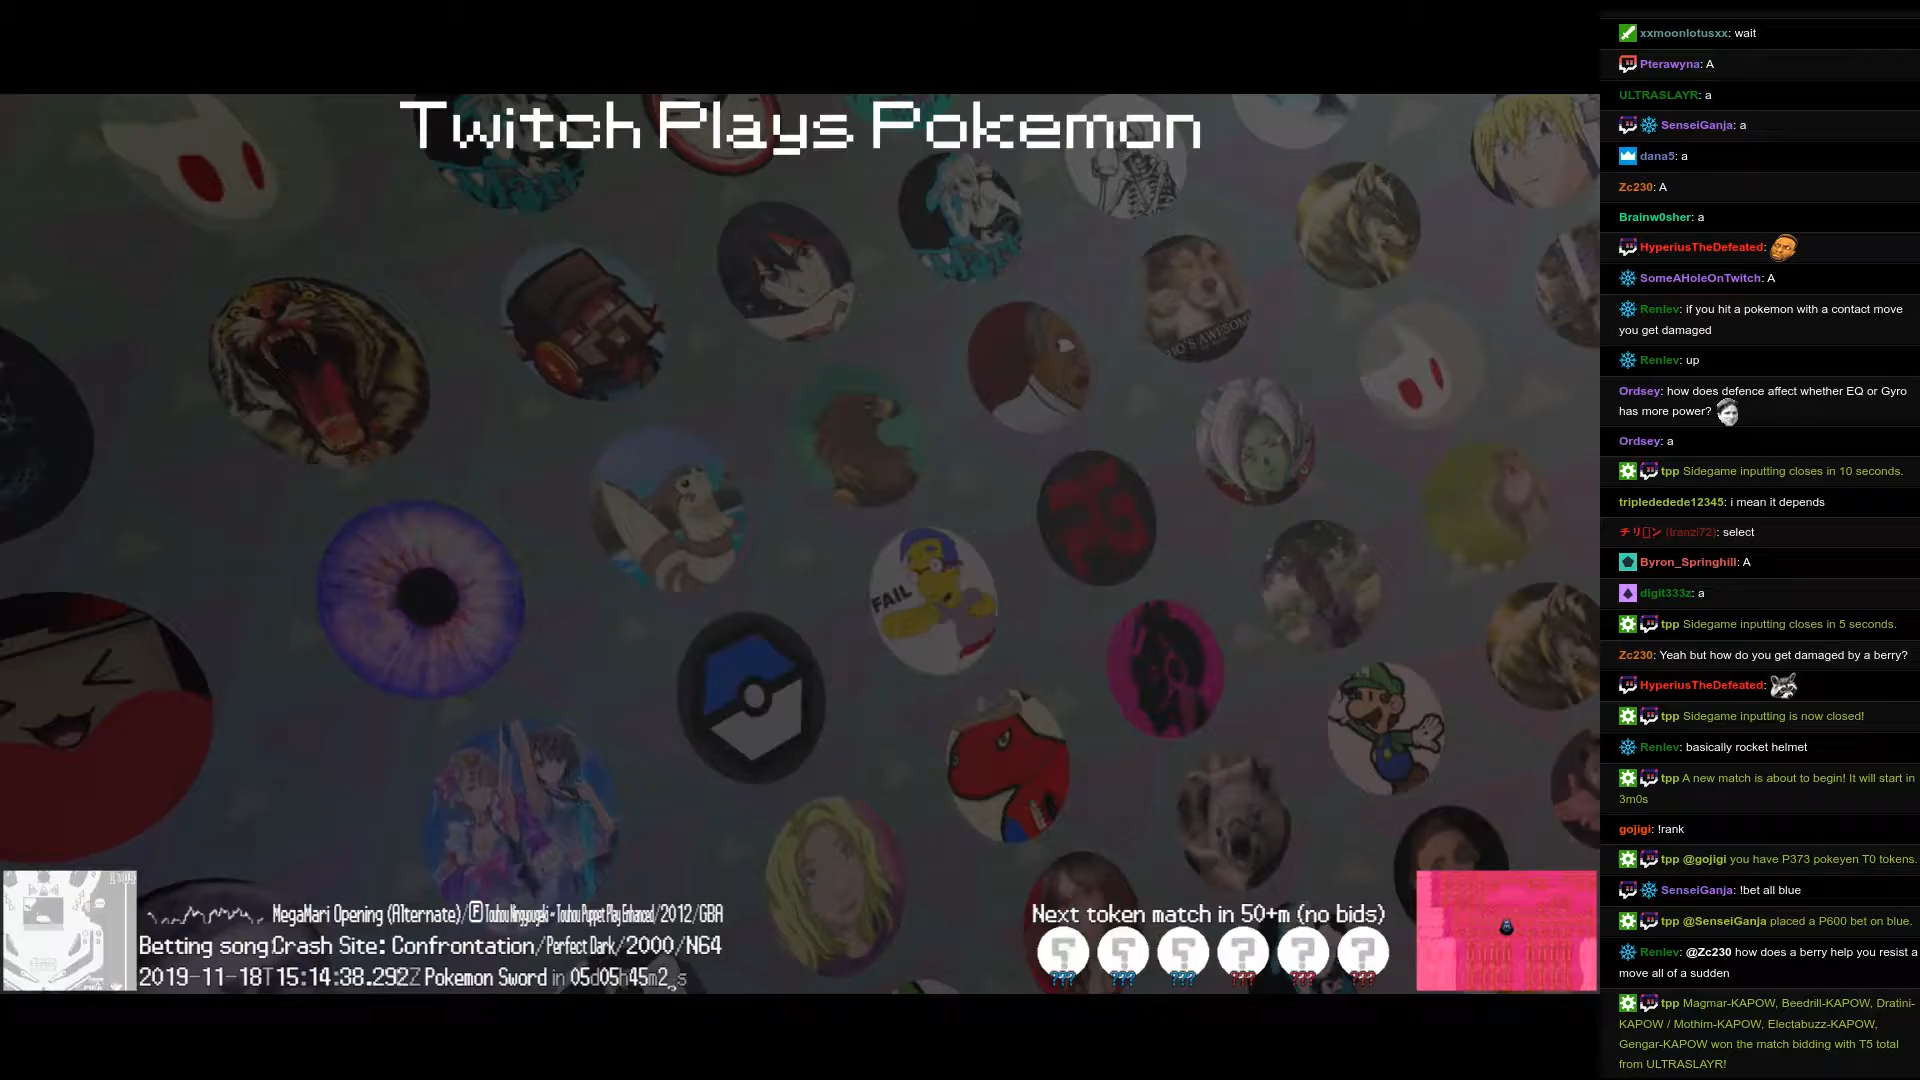 Twitch Plays Pokemon
NO'S AWESOM
FAIL
MegaMari Opening (Alternate)/
/2012/GBA
Betting song:Crash Site: Confrontation/Perfect Dark/2000/N64
2019-11-18T15:14:38.292Z Pokemon Sword in 05d05h45m2 s
Next token match in 50+m (no bids)
? ? ? ? ? ?
??? ??? ??? ??? ??? ???
xxmoonlotusxx: wait
Pterawyna: A
ULTRASLAYR: a
SenseiGanja: a
dana5: a
Zc230: A
Brainw0sher: a
HyperiusTheDefeated:
SomeAHoleOnTwitch: A
Renlev: if you hit a pokemon with a contact move
you get damaged
Renlev: up
Ordsey: how does defence affect whether EQ or Gyro
has more power?
Ordsey: a
tpp Sidegame inputting closes in 10 seconds.
triplededede12345: i mean it depends
(tranzi72): select
Byron_Springhill: A
digit333z: a
tpp Sidegame inputting closes in 5 seconds.
Zc230: Yeah but how do you get damaged by a berry?
HyperiusTheDefeated:
tpp Sidegame inputting is now closed!
Renlev: basically rocket helmet
tpp A new match is about to begin! It will start in
3m0s
gojigi: !rank
tpp @gojigi you have P373 pokeyen T0 tokens.
SenseiGanja: !bet all blue
tpp @SenseiGanja placed a P600 bet on blue.
Renlev: @Zc230 how does a berry help you resist a
move all of a sudden
tpp Magmar-KAPOW, Beedrill-KAPOW, Dratini-
KAPOW / Mothim-KAPOW, Electabuzz-KAPOW,
Gengar-KAPOW won the match bidding with T5 total
from ULTRASLAYR!